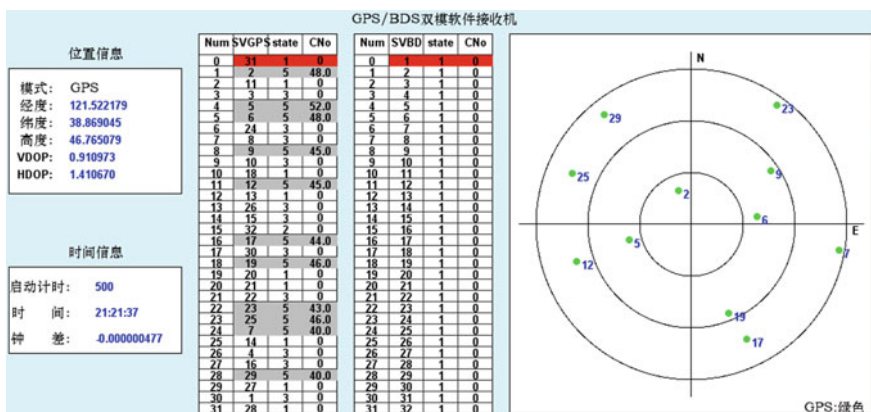 GPS/BDS双模软件接收机
位置信息
模式： GPS
经度： 121.522179
纬度： 38.869045
高度： 46.765079
VDOP: 0.910973
HDOP: 1.410670
时间信息
启动计时： 500
时 间： 21:21:37
钟 差： -0.000000477
Num SVGPS state CNo
0 31 1 0
1 2 5 48.0
2 11 1 0
3 3 3 0
4 5 5 52.0
5 6 5 48.0
6 24 3 0
7 8 3 0
8 9 5 45.0
9 10 3 0
10 18 1 0
11 12 5 45.0
12 13 1 0
13 26 3 0
14 15 3 0
15 32 2 0
16 17 5 44.0
17 30 3 0
18 19 5 46.0
19 20 1 0
20 21 1 0
21 22 3 0
22 23 5 43.0
23 25 5 46.0
24 7 5 40.0
25 14 1 0
26 4 3 0
27 16 3 0
28 29 5 40.0
29 27 1 0
30 1 3 0
31 28 1 0
Num SVBD state CNo
0 1 1 0
1 2 1 0
2 3 1 0
3 4 1 0
4 5 1 0
5 6 1 0
6 7 1 0
7 8 1 0
8 9 1 0
9 10 1 0
10 11 1 0
11 12 1 0
12 13 1 0
13 14 1 0
14 15 1 0
15 16 1 0
16 17 1 0
17 18 1 0
18 19 1 0
19 20 1 0
20 21 1 0
21 22 1 0
22 23 1 0
23 24 1 0
24 25 1 0
25 26 1 0
26 27 1 0
27 28 1 0
28 29 1 0
29 30 1 0
30 31 1 0
31 32 1 0
N
23
29
25
9
2
6
E
5
7
12
19
17
GPS:绿色